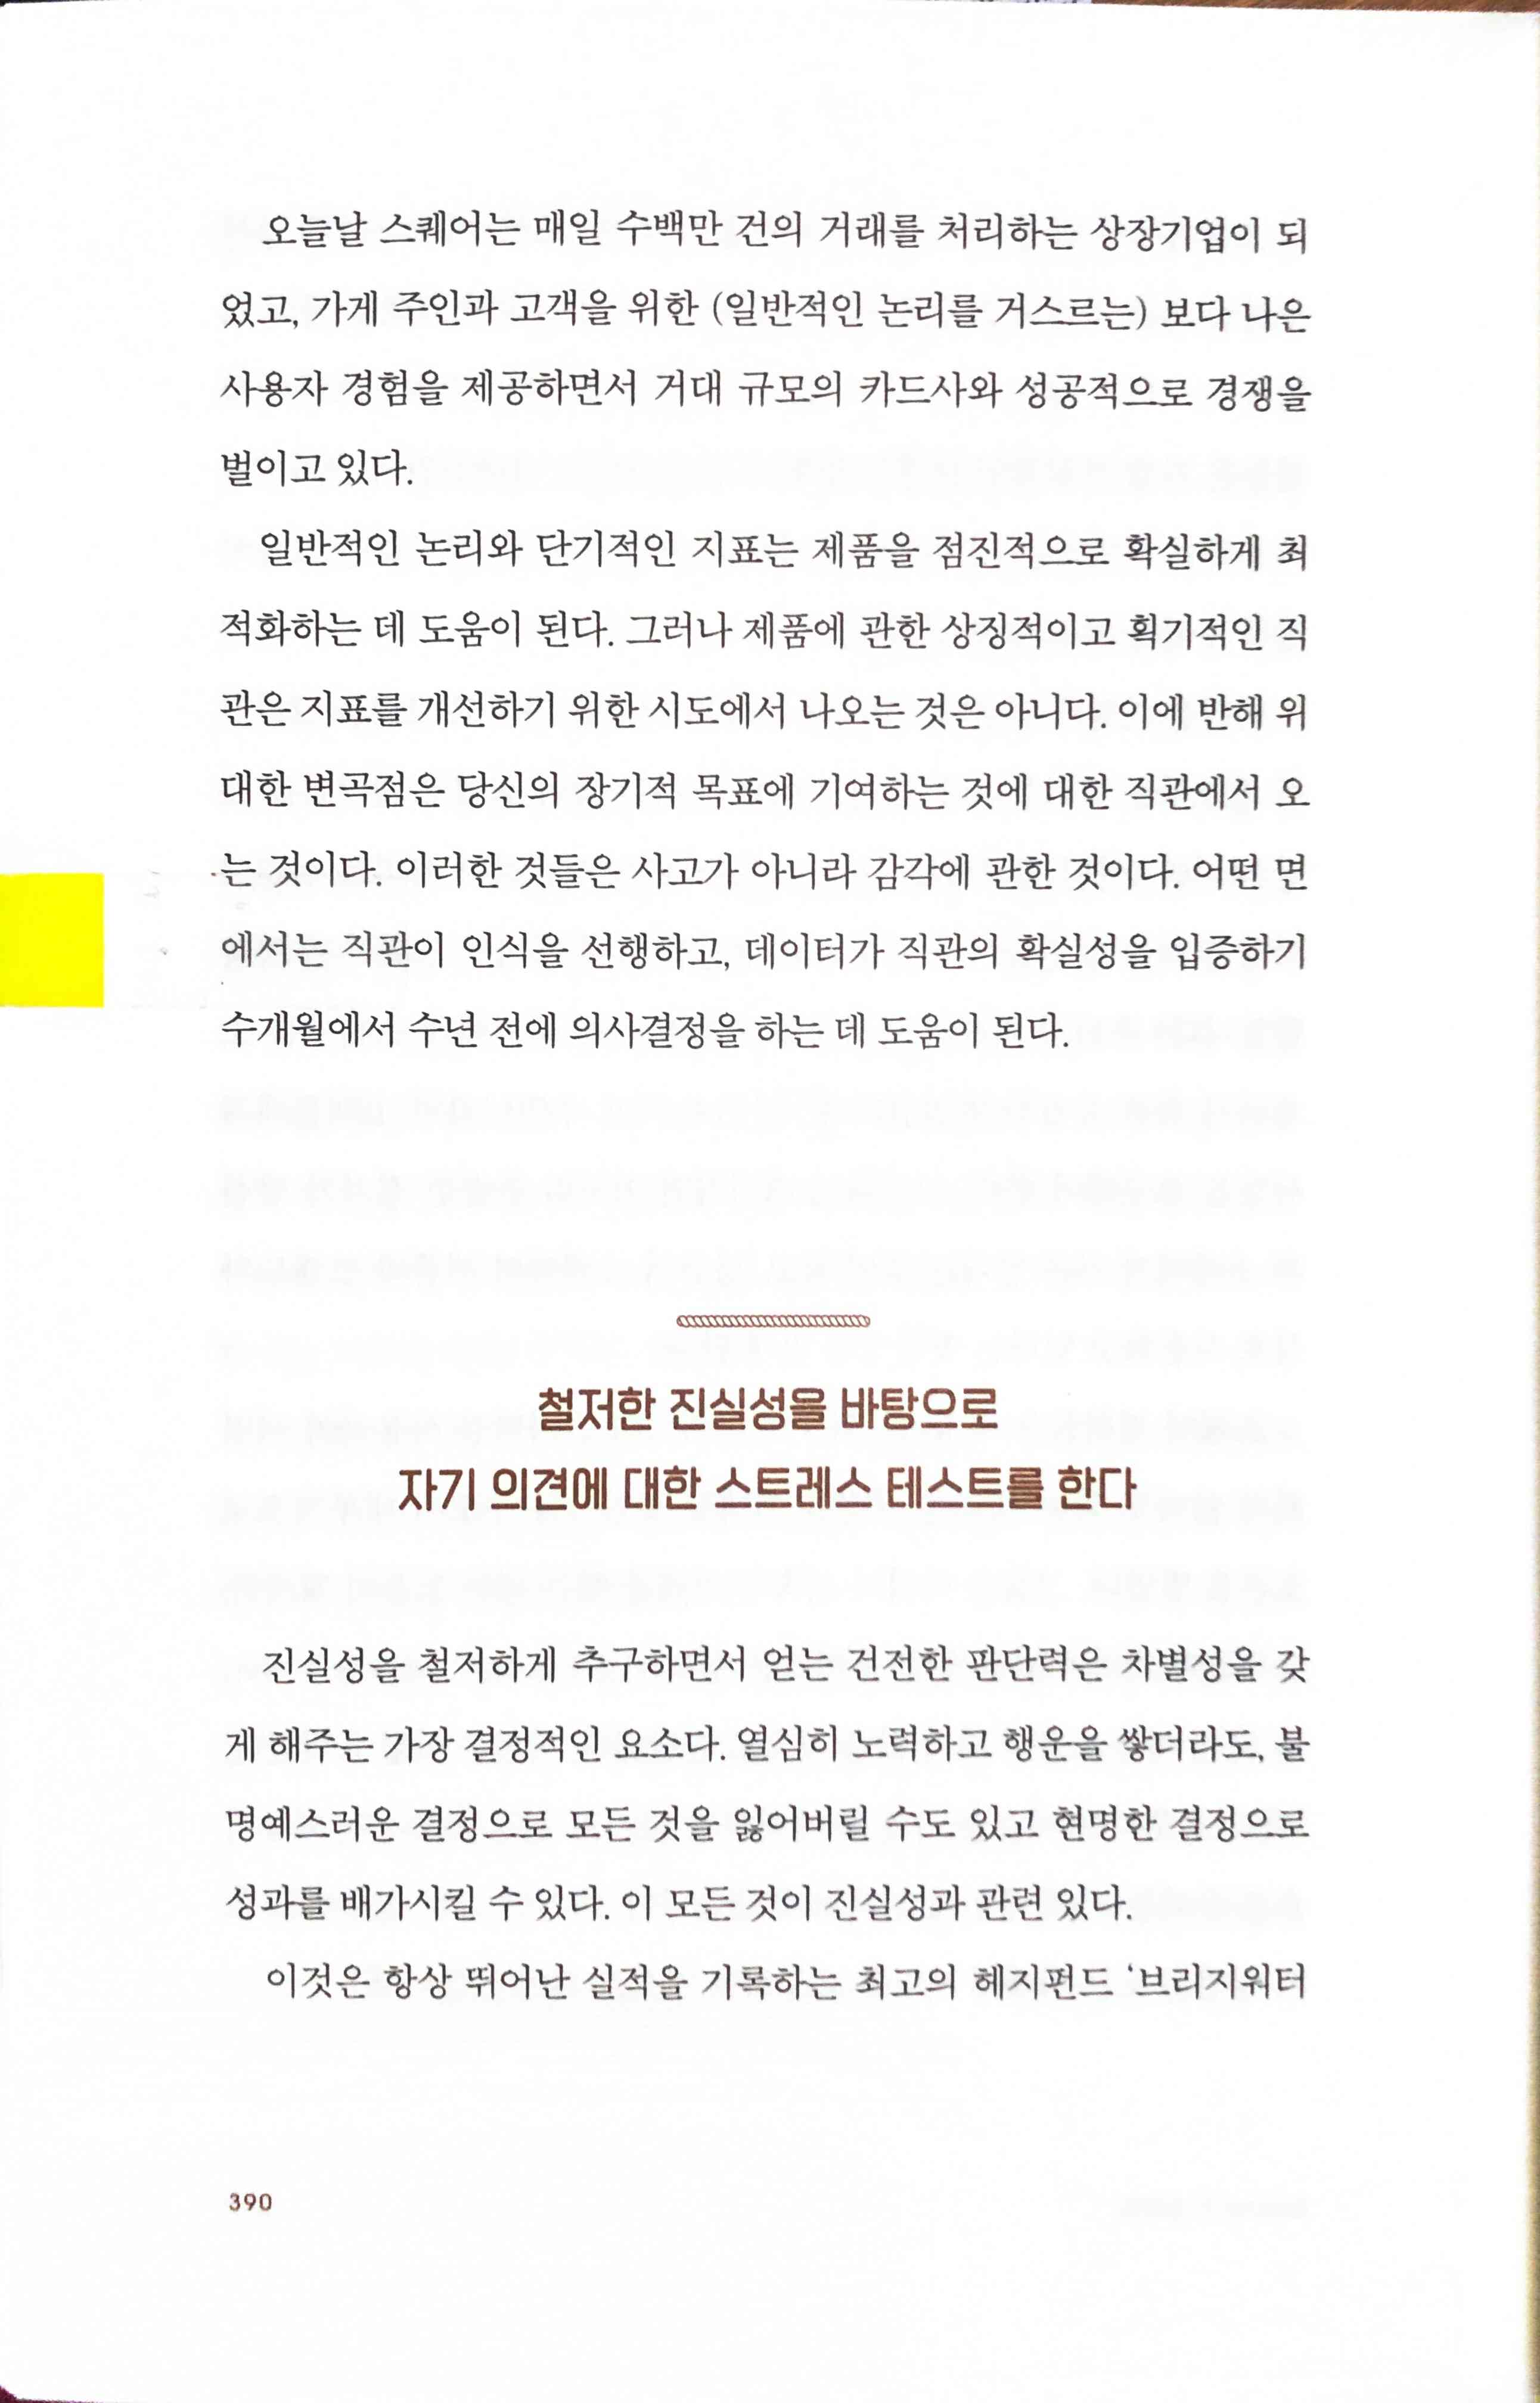 오늘날 스퀘어는 매일 수백만 건의 거래를 처리하는 상장기업이 되
었고, 가게 주인과 고객을 위한 (일반적인 논리를 거스르는) 보다 나은
사용자 경험을 제공하면서 거대 규모의 카드사와 성공적으로 경쟁을
벌이고 있다.
일반적인 논리와 단기적인 지표는 제품을 점진적으로 확실하게 최
적화하는 데 도움이 된다. 그러나 제품에 관한 상징적이고 획기적인 직
관은 지표를 개선하기 위한 시도에서 나오는 것은 아니다. 이에 반해 위
대한 변곡점은 당신의 장기적 목표에 기여하는 것에 대한 직관에서 오
는 것이다. 이러한 것들은 사고가 아니라 감각에 관한 것이다. 어떤 면
에서는 직관이 인식을 선행하고, 데이터가 직관의 확실성을 입증하기
수개월에서 수년 전에 의사결정을 하는 데 도움이 된다.
철저한 진실성을 바탕으로
자기 의견에 대한 스트레스 테스트를 한다
진실성을 철저하게 추구하면서 얻는 건전한 판단력은 차별성을 갖
게 해주는 가장 결정적인 요소다. 열심히 노력하고 행운을 쌓더라도, 불
명예스러운 결정으로 모든 것을 잃어버릴 수도 있고 현명한 결정으로
성과를 배가시킬 수 있다. 이 모든 것이 진실성과 관련 있다.
이것은 항상 뛰어난 실적을 기록하는 최고의 헤지펀드 ‘브리지워터
390